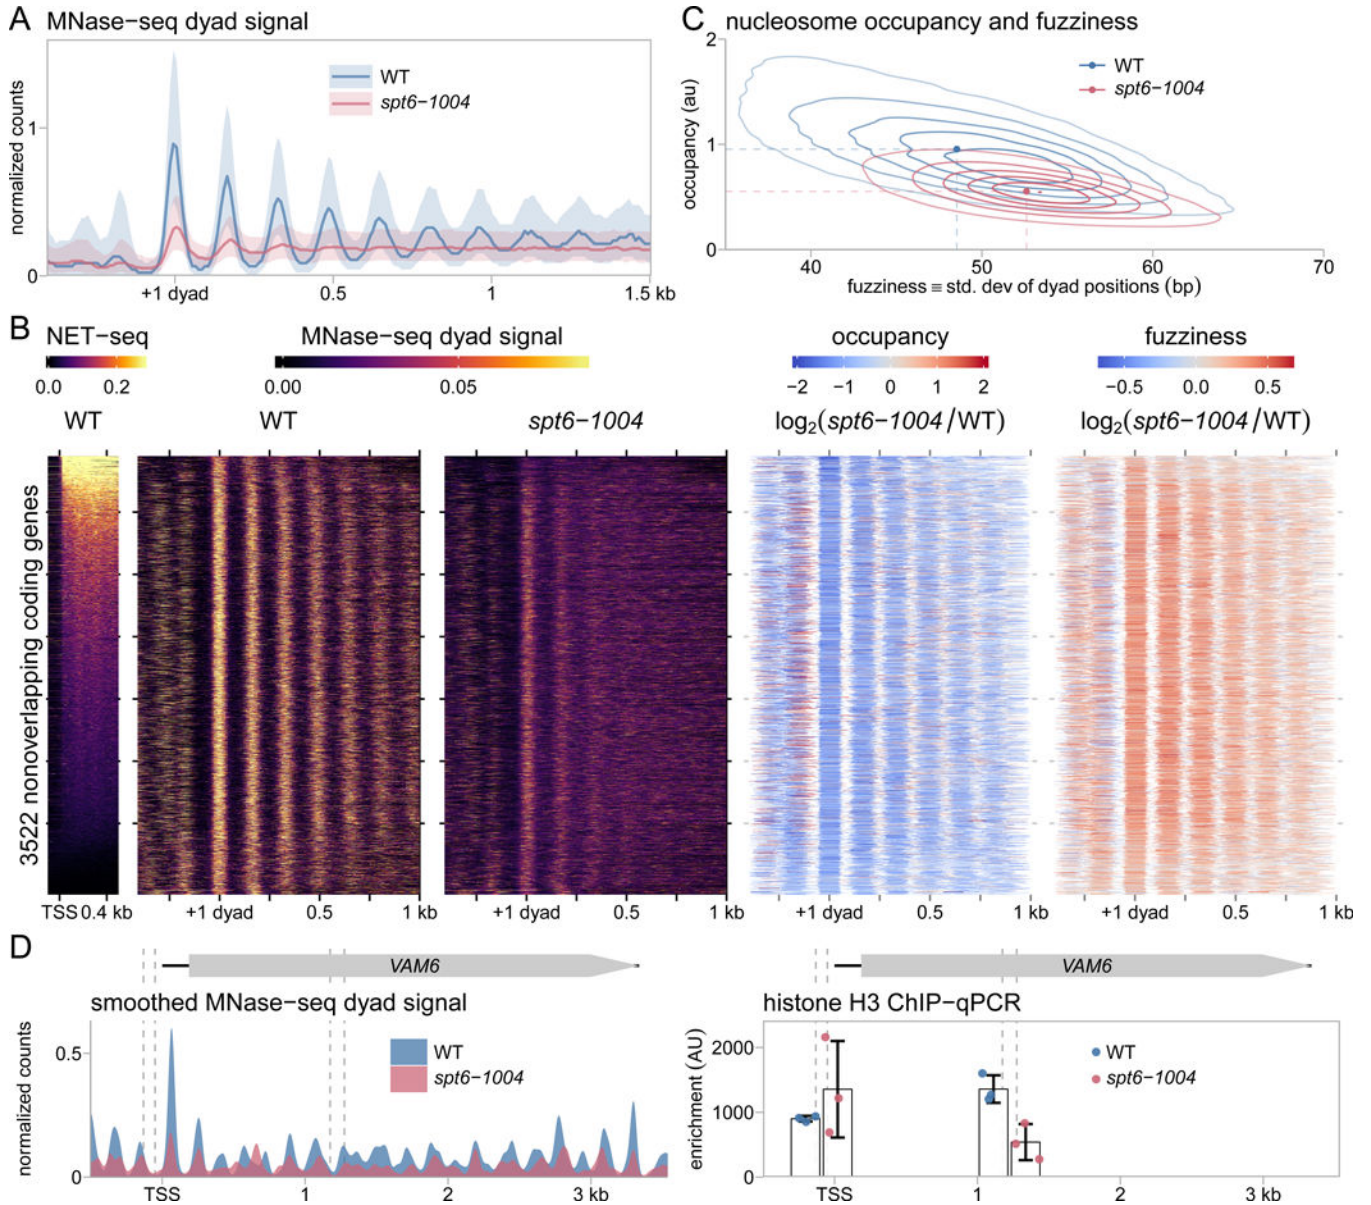 A MNase−seq dyad signal
normalized counts
1
0
WT
spt6−1004
+1 dyad 0.5 1 1.5 kb
C nucleosome occupancy and fuzziness
occupancy (au)
2
1
0
WT
spt6−1004
40 50 60 70
fuzziness ≡ std. dev of dyad positions (bp)
B NET−seq MNase−seq dyad signal occupancy fuzziness
0.0 0.2 0.00 0.05 −2 −1 0 1 2 −0.5 0.0 0.5
WT WT spt6−1004 log2(spt6−1004/WT) log2(spt6−1004/WT)
3522 nonoverlapping coding genes
TSS 0.4 kb +1 dyad 0.5 1 kb +1 dyad 0.5 1 kb +1 dyad 0.5 1 kb +1 dyad 0.5 1 kb
D
VAM6
smoothed MNase−seq dyad signal
normalized counts
0.5
0
WT
spt6−1004
TSS 1 2 3 kb
VAM6
histone H3 ChIP−qPCR
enrichment (AU)
2000
1000
0
WT
spt6−1004
TSS 1 2 3 kb